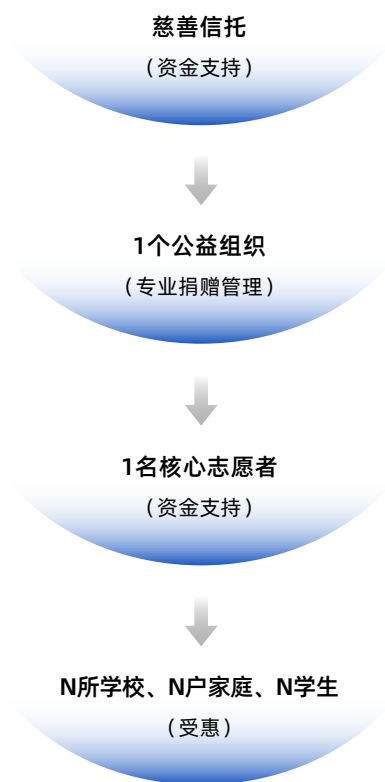 慈善信托
（资金支持）
1个公益组织
（专业捐赠管理）
1名核心志愿者
（资金支持）
N所学校、N户家庭、N学生
（受惠）